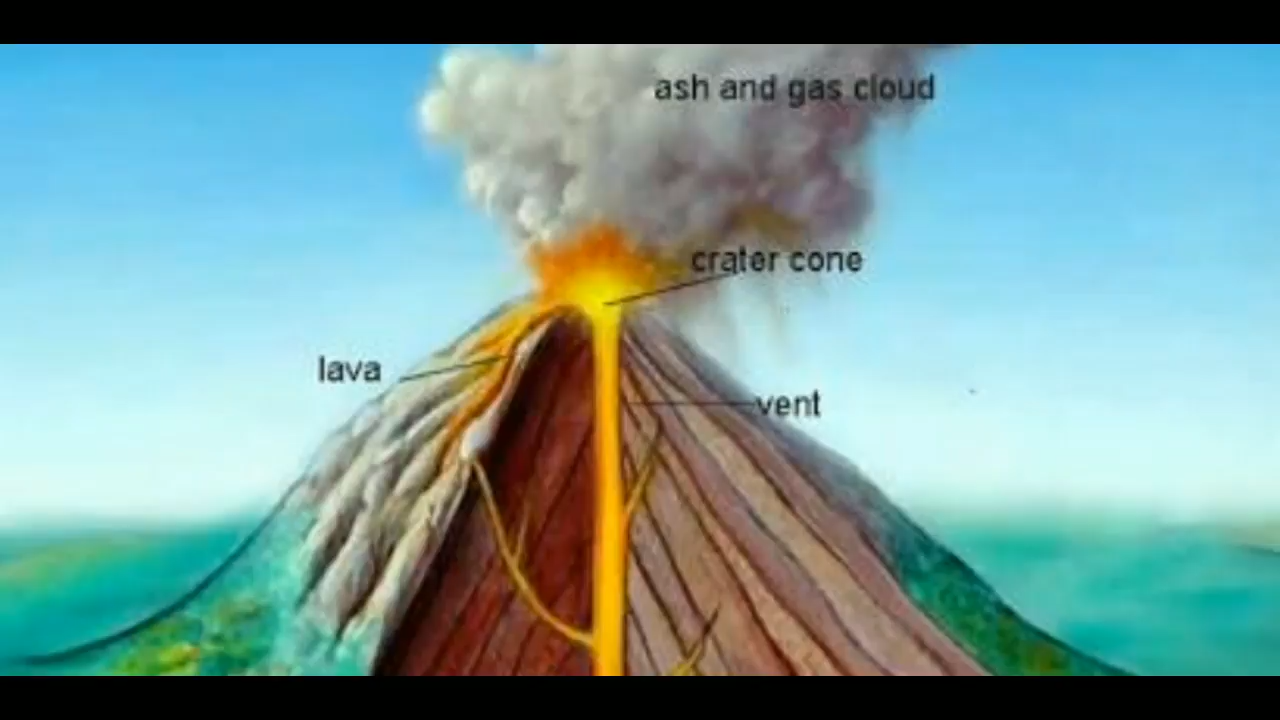 ash and gas cloud
crater cone
lava
vent